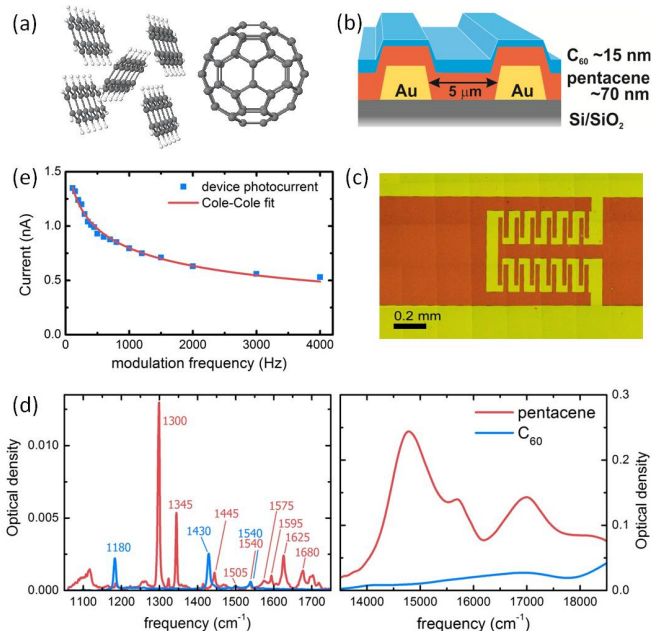 (a)
(b)
C60 ~15 nm
pentacene
~70 nm
Au
5 μm
Au
Si/SiO2
(e)
1.5
1.0
0.5
0.0
Current (nA)
device photocurrent
Cole-Cole fit
0
1000
2000
3000
4000
modulation frequency (Hz)
(c)
0.2 mm
(d)
0.010
0.005
0.000
Optical density
1300
1345
1180
1430
1445
1505
1540
1540
1575
1595
1625
1680
1100
1200
1300
1400
1500
1600
1700
frequency (cm-1)
pentacene
C60
0.3
0.2
0.1
0.0
Optical density
14000
15000
16000
17000
18000
frequency (cm-1)